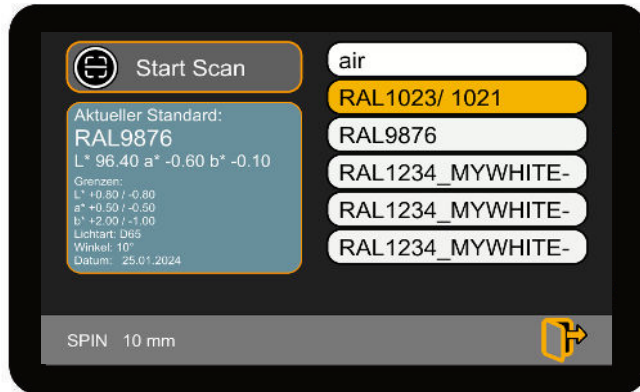 Start Scan
Aktueller Standard:
RAL9876
L* 96.40 a* -0.60 b* -0.10
Grenzen:
L* +0.80 / -0.80
a* +0.50 / -0.50
b* +2.00 / -1.00
Lichtart: D65
Winkel: 10°
Datum: 25.01.2024
air
RAL1023/ 1021
RAL9876
RAL1234_MYWHITE-
RAL1234_MYWHITE-
RAL1234_MYWHITE-
SPIN 10 mm